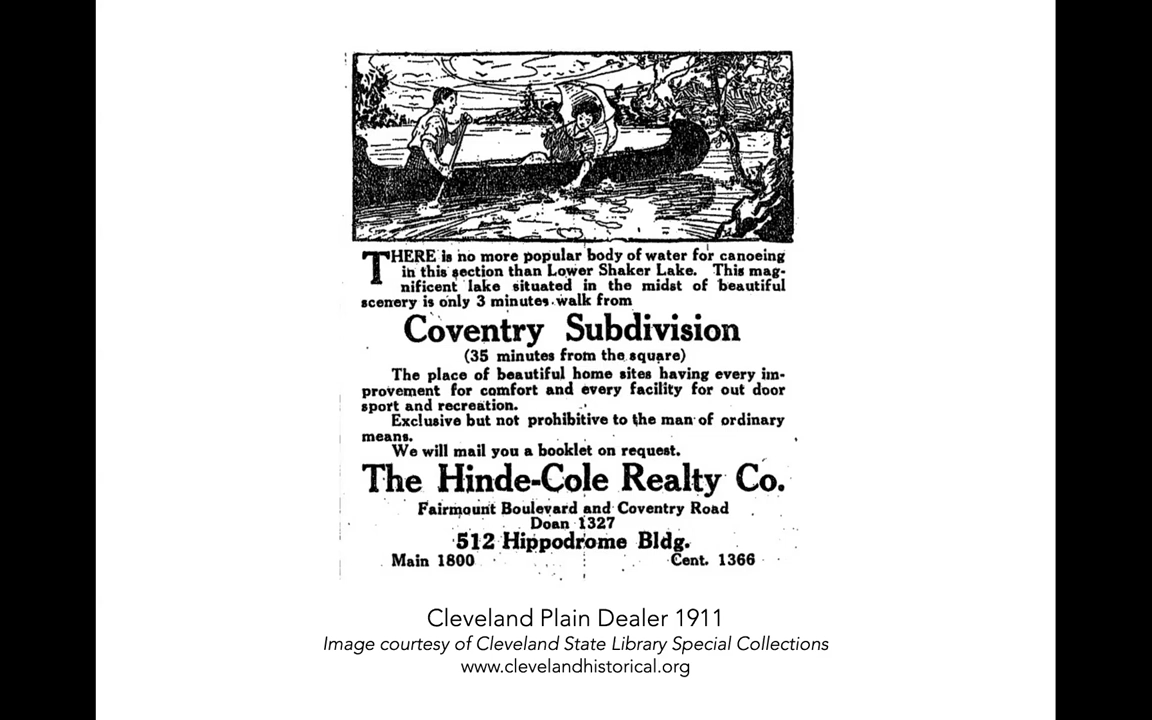 THERE is no more popular body of water for canoeing
in this section than Lower Shaker Lake. This mag-
nificent lake situated in the midst of beautiful
scenery is only 3 minutes walk from
Coventry Subdivision
(35 minutes from the square)
The place of beautiful home sites having every im-
provement for comfort and every facility for out door
sport and recreation.
Exclusive but not prohibitive to the man of ordinary
means.
We will mail you a booklet on request.
The Hinde-Cole Realty Co.
Fairmount Boulevard and Coventry Road
Doan 1327
512 Hippodrome Bldg.
Main 1800 Cent. 1366
Cleveland Plain Dealer 1911
Image courtesy of Cleveland State Library Special Collections
www.clevelandhistorical.org